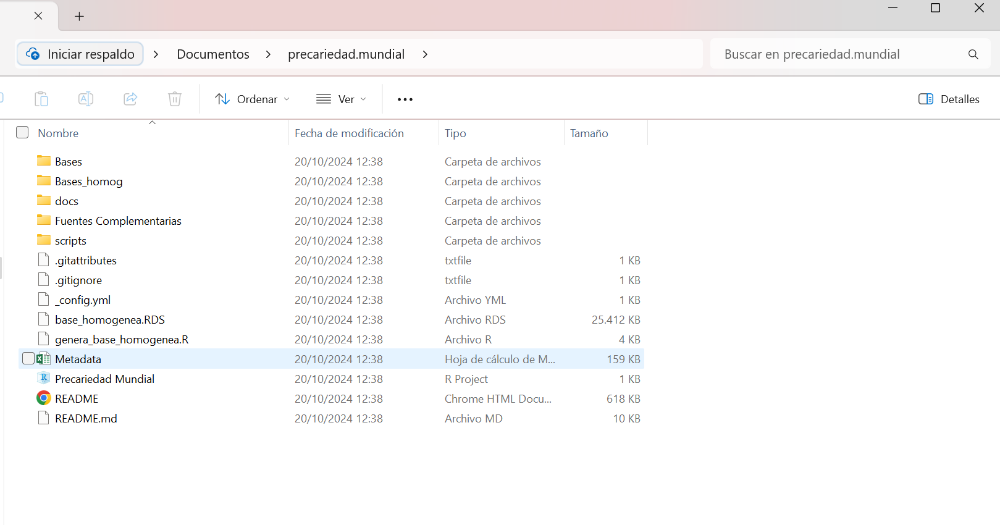 Iniciar respaldo > Documentos > precariedad.mundial >
Buscar en precariedad.mundial
Ordenar
Ver
Detalles
Nombre Fecha de modificación Tipo Tamaño
Bases 20/10/2024 12:38 Carpeta de archivos
Bases_homog 20/10/2024 12:38 Carpeta de archivos
docs 20/10/2024 12:38 Carpeta de archivos
Fuentes Complementarias 20/10/2024 12:38 Carpeta de archivos
scripts 20/10/2024 12:38 Carpeta de archivos
.gitattributes 20/10/2024 12:38 txtfile 1 KB
.gitignore 20/10/2024 12:38 txtfile 1 KB
_config.yml 20/10/2024 12:38 Archivo YML 1 KB
base_homogenea.RDS 20/10/2024 12:38 Archivo RDS 25.412 KB
genera_base_homogenea.R 20/10/2024 12:38 Archivo R 4 KB
Metadata 20/10/2024 12:38 Hoja de cálculo de M... 159 KB
Precariedad Mundial 20/10/2024 12:38 R Project 1 KB
README 20/10/2024 12:38 Chrome HTML Docu... 618 KB
README.md 20/10/2024 12:38 Archivo MD 10 KB